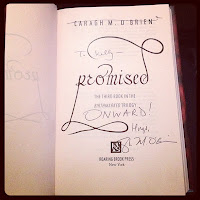 CARAGH M. O'BRIEN
To Kelly—
promised
THE THIRD BOOK IN THE
BIRTHMARKED TRILOGY
ONWARD!
Hugs,
ROARING BROOK PRESS
New York